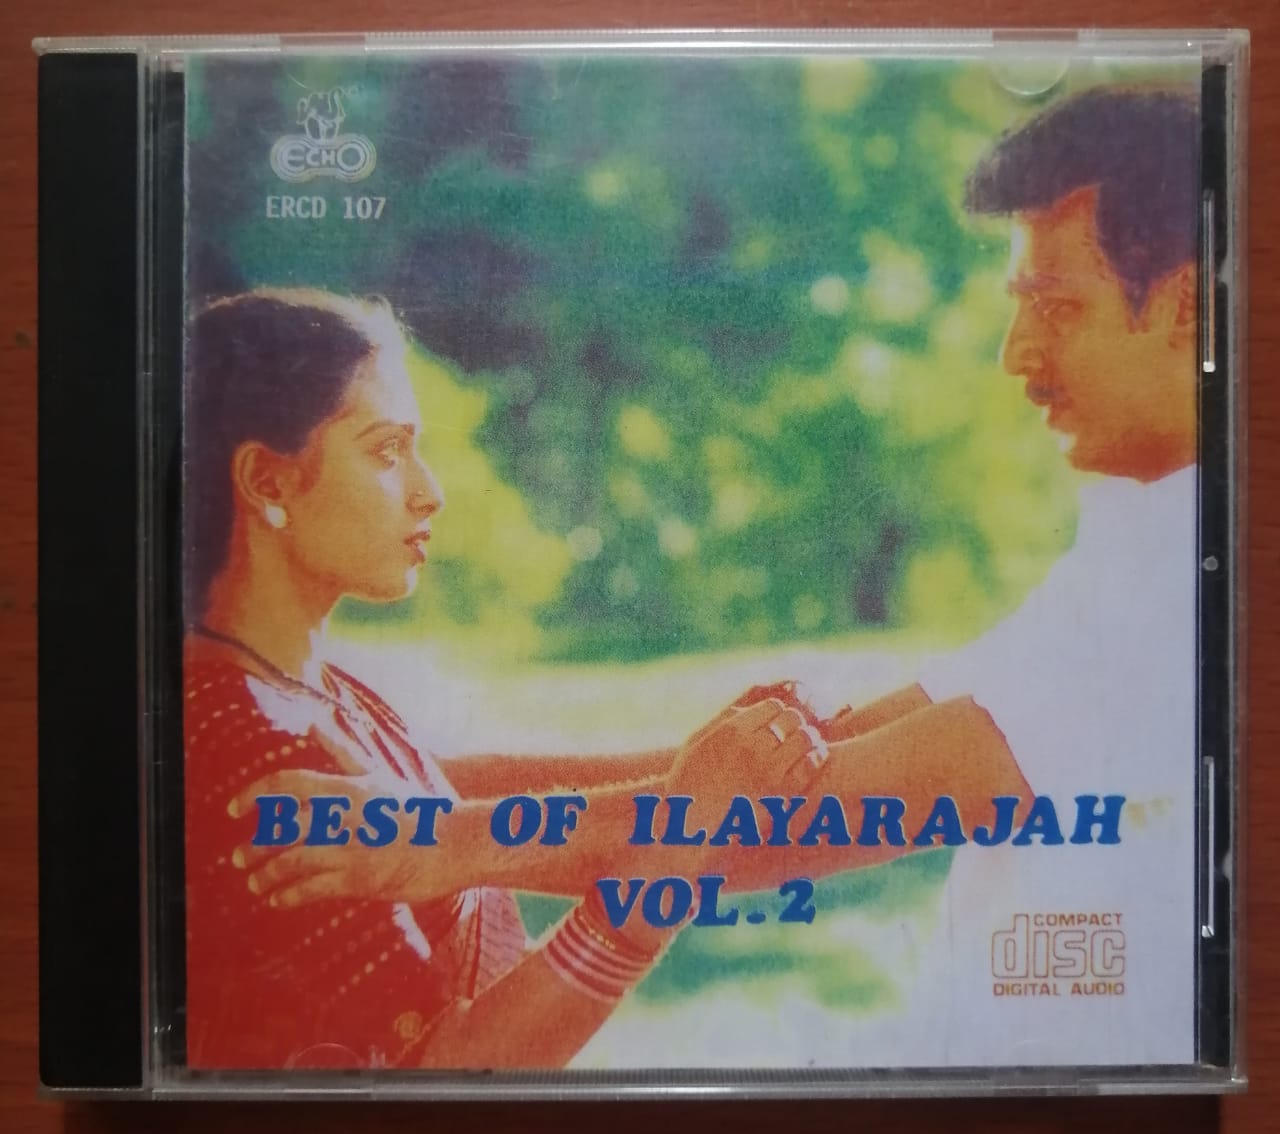 ECHO
ERCD 107
BEST OF ILAYARAJAH
VOL.2
COMPACT
disc
DIGITAL AUDIO